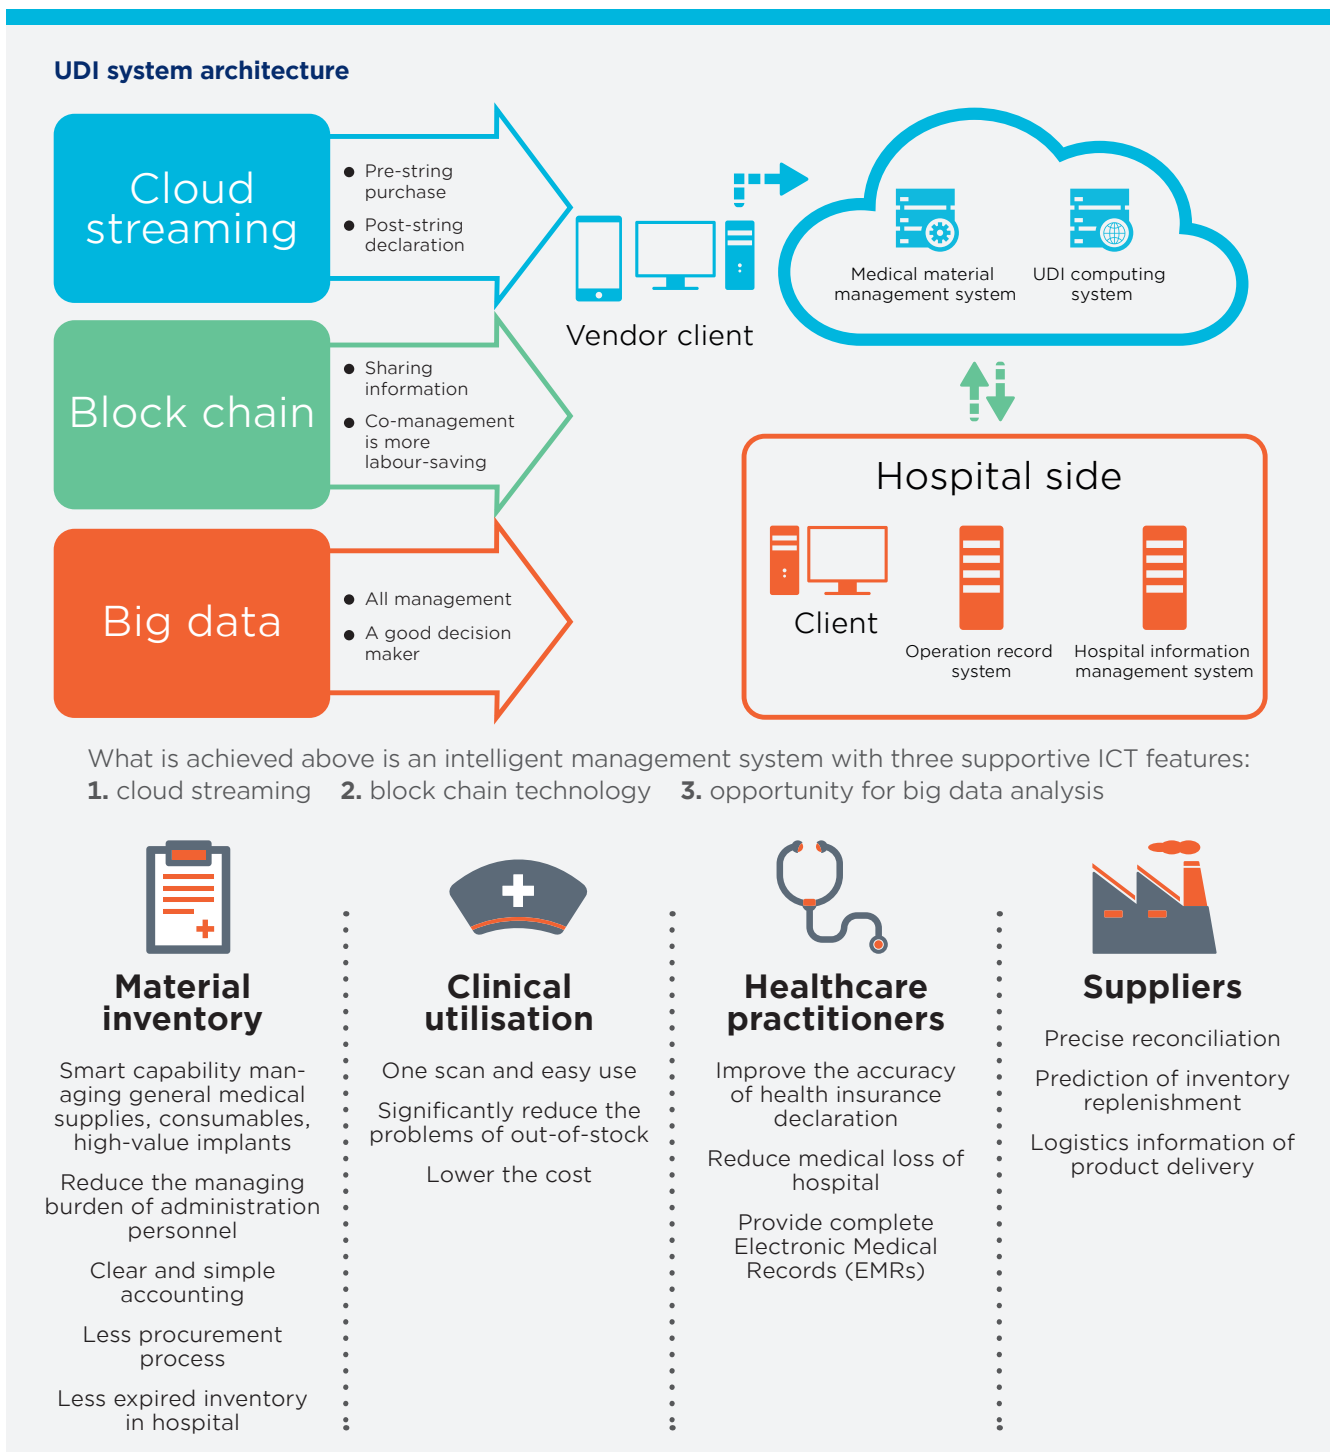 UDI system architecture
Cloud
streaming
Pre-string
purchase
Post-string
declaration
Vendor client
Medical material
management system
UDI computing
system
Block chain
Sharing
information
Co-management
is more
labour-saving
Big data
All management
A good decision
maker
Hospital side
Client
Operation record
system
Hospital information
management system
What is achieved above is an intelligent management system with three supportive ICT features:
1. cloud streaming 2. block chain technology 3. opportunity for big data analysis
Material
inventory
Smart capability man-
aging general medical
supplies, consumables,
high-value implants
Reduce the managing
burden of administration
personnel
Clear and simple
accounting
Less procurement
process
Less expired inventory
in hospital
Clinical
utilisation
One scan and easy use
Significantly reduce the
problems of out-of-stock
Lower the cost
Healthcare
practitioners
Improve the accuracy
of health insurance
declaration
Reduce medical loss of
hospital
Provide complete
Electronic Medical
Records (EMRs)
Suppliers
Precise reconciliation
Prediction of inventory
replenishment
Logistics information of
product delivery